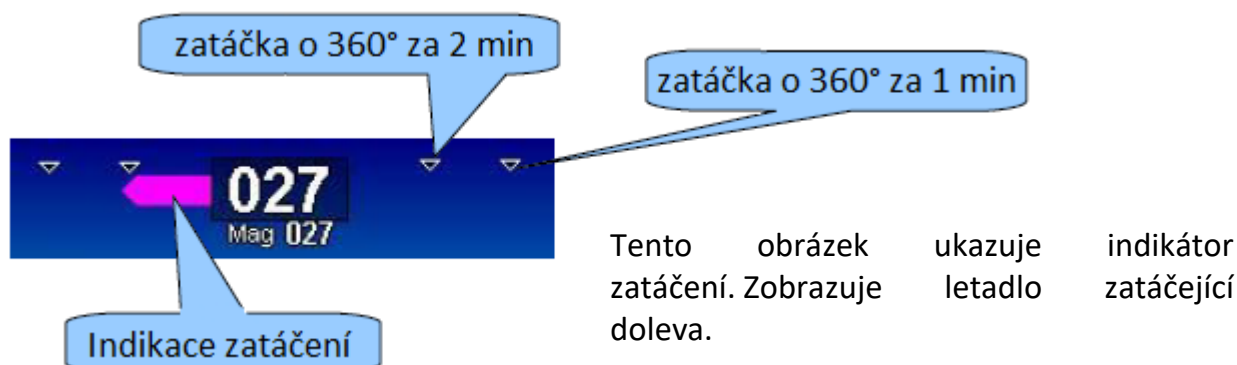 zatáčka o 360° za 2 min
zatáčka o 360° za 1 min
027
Mag 027
Indikace zatáčení
Tento obrázek ukazuje indikátor
zatáčení. Zobrazuje letadlo zatáčející
doleva.